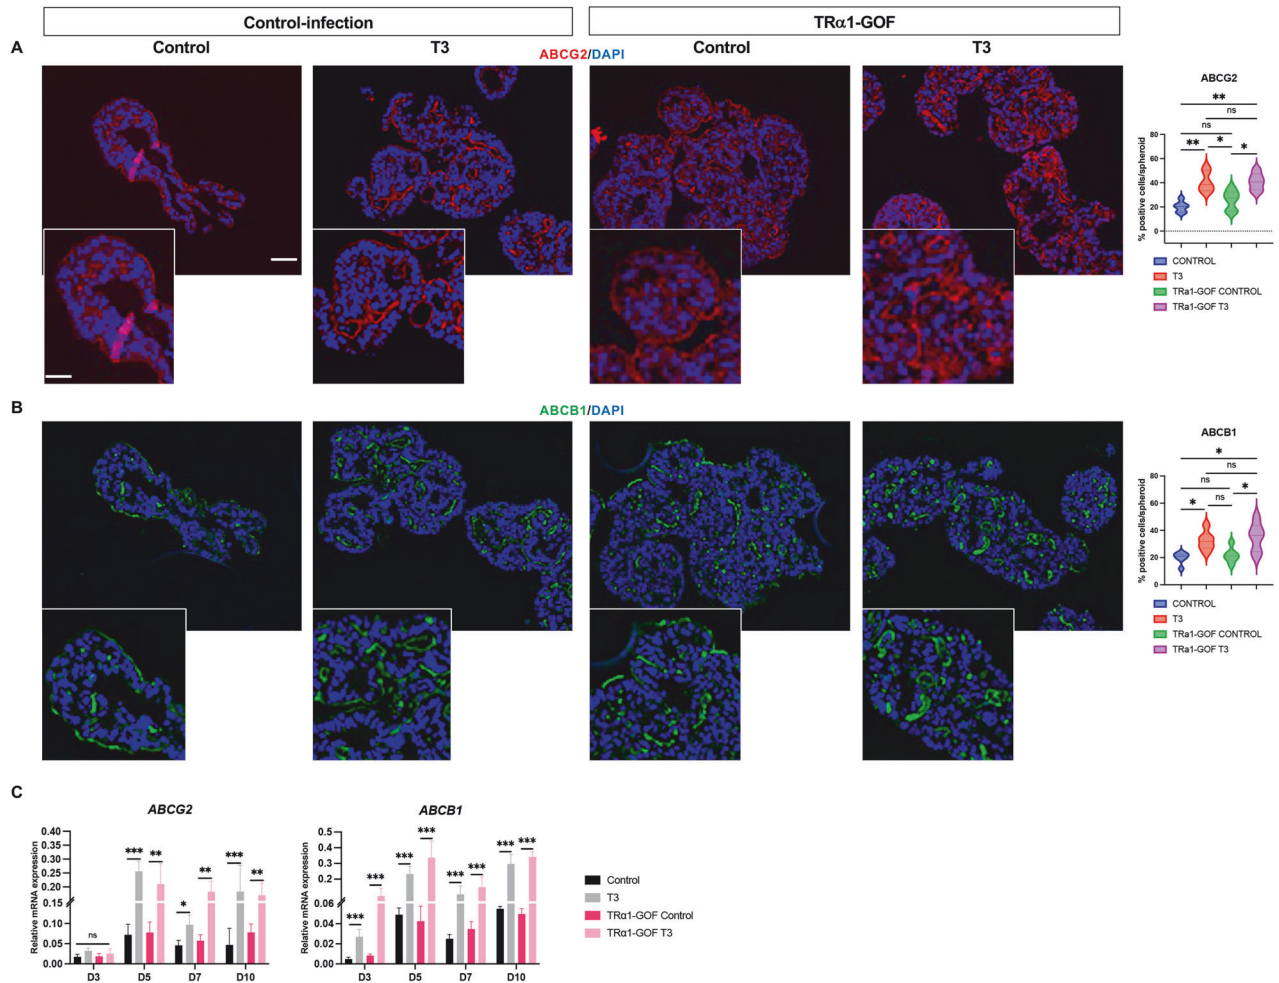 Control-infection
TRα1-GOF
A
Control
T3
Control
T3
ABCG2/DAPI
ABCG2
**
ns
ns
**
*
*
80
60
40
20
0
% positive cells/spheroid
CONTROL
T3
TRa1-GOF CONTROL
TRa1-GOF T3
B
ABCB1/DAPI
ABCB1
*
ns
ns
*
ns
*
80
60
40
20
0
% positive cells/spheroid
CONTROL
T3
TRa1-GOF CONTROL
TRa1-GOF T3
C
ABCG2
Relative mRNA expression
0.40
0.35
0.30
0.25
0.20
0.15
0.10
0.05
0.00
ns
***
**
*
**
***
**
D3
D5
D7
D10
ABCB1
Relative mRNA expression
0.5
0.4
0.3
0.2
0.06
0.04
0.02
0.00
***
***
***
***
***
***
***
***
D3
D5
D7
D10
Control
T3
TRα1-GOF Control
TRα1-GOF T3